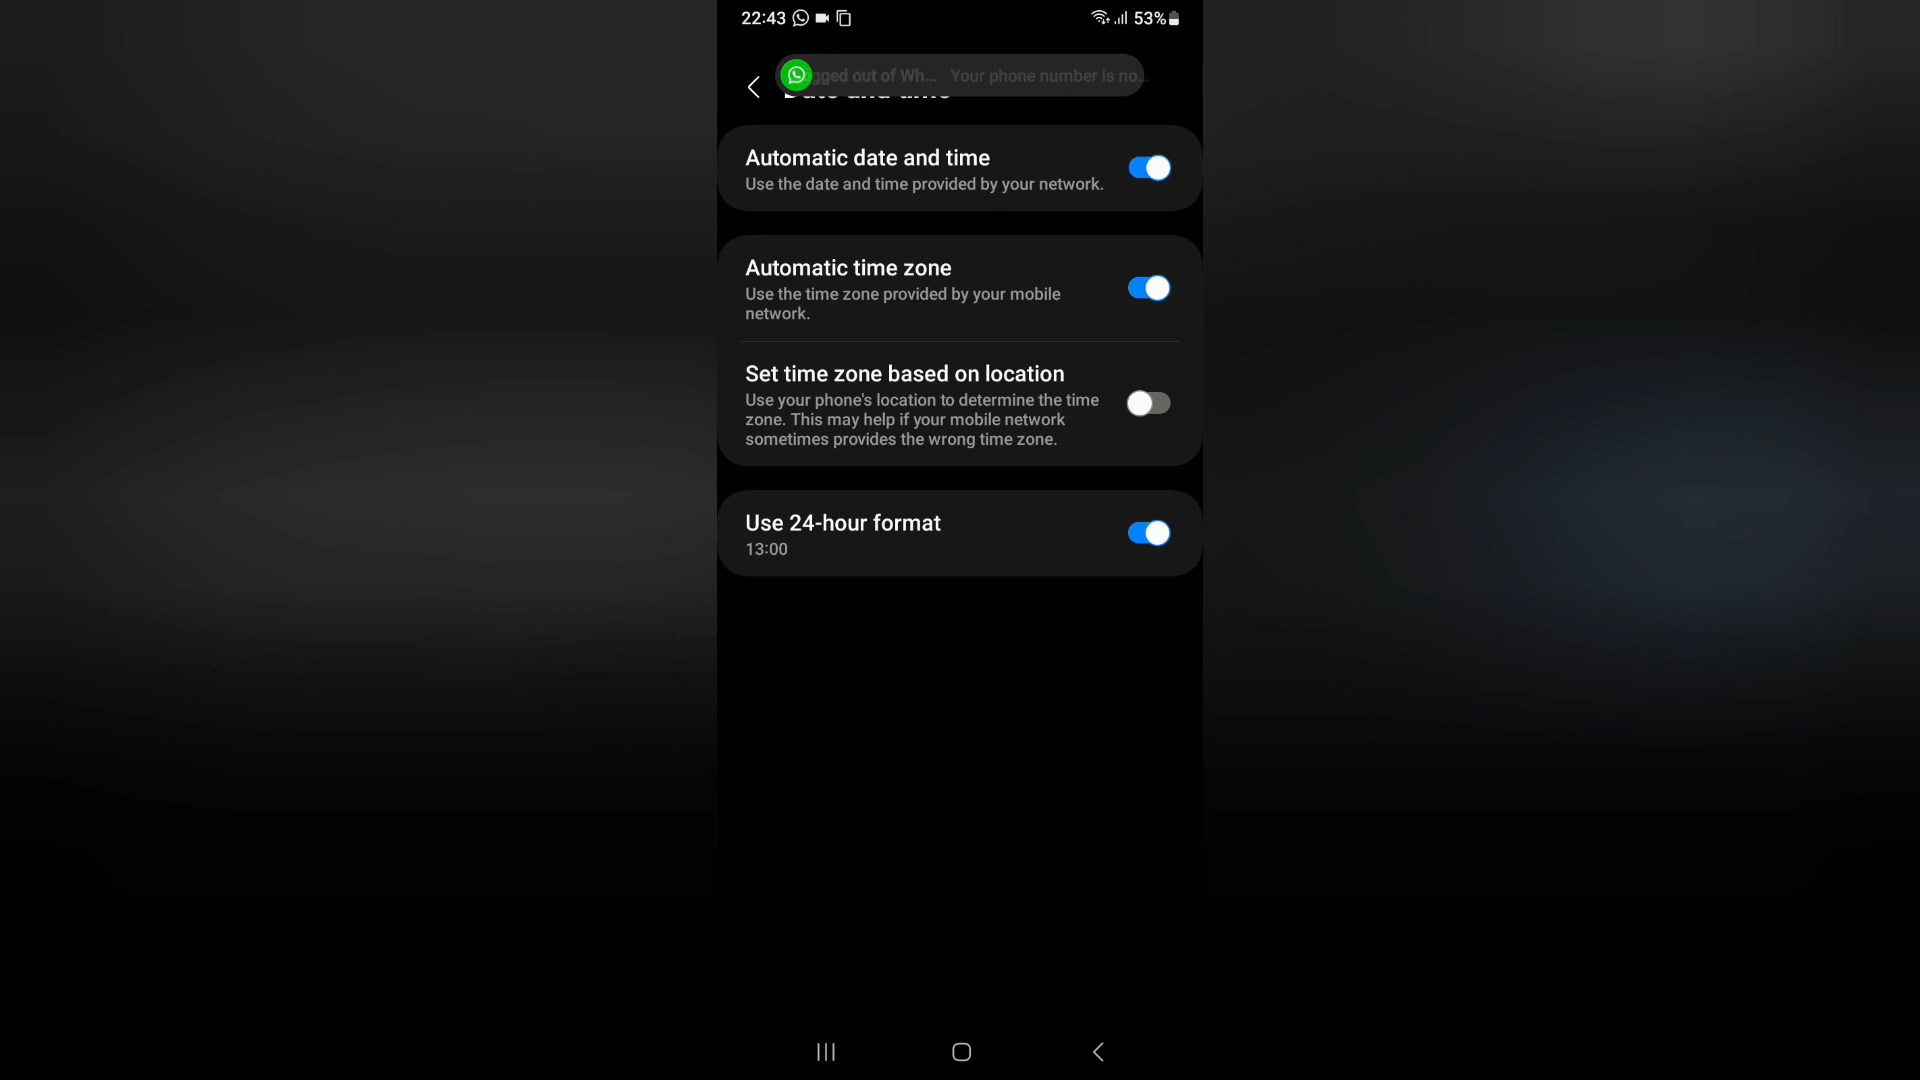 22:43 53%
gged out of Wh... Your phone number is no...
Date and time
Automatic date and time
Use the date and time provided by your network.
Automatic time zone
Use the time zone provided by your mobile
network.
Set time zone based on location
Use your phone's location to determine the time
zone. This may help if your mobile network
sometimes provides the wrong time zone.
Use 24-hour format
13:00